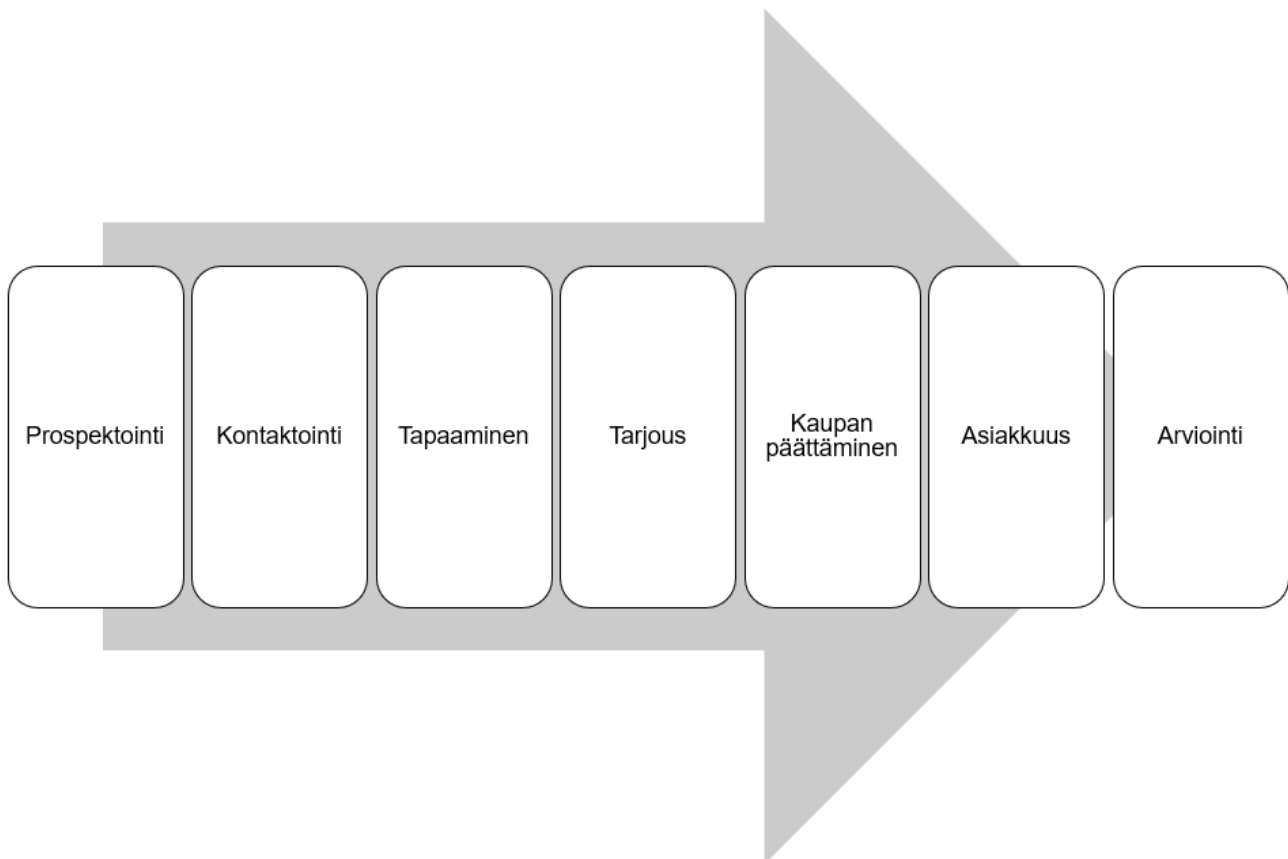 Prospektointi
Kontaktointi
Tapaaminen
Tarjous
Kaupan
päättäminen
Asiakkuus
Arviointi